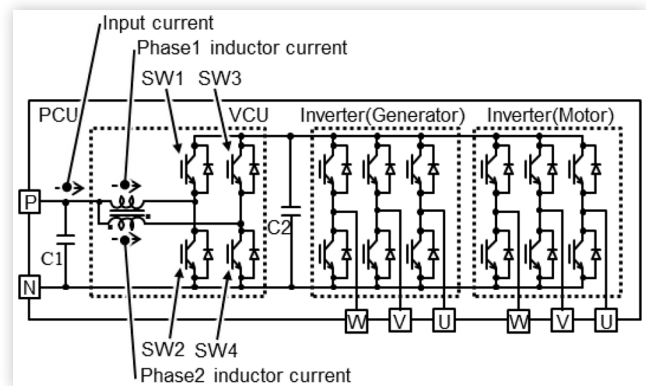 Input current
Phase1 inductor current
SW1 SW3
PCU VCU Inverter(Generator) Inverter(Motor)
P
C1
C2
N
W V U W V U
SW2 SW4
Phase2 inductor current